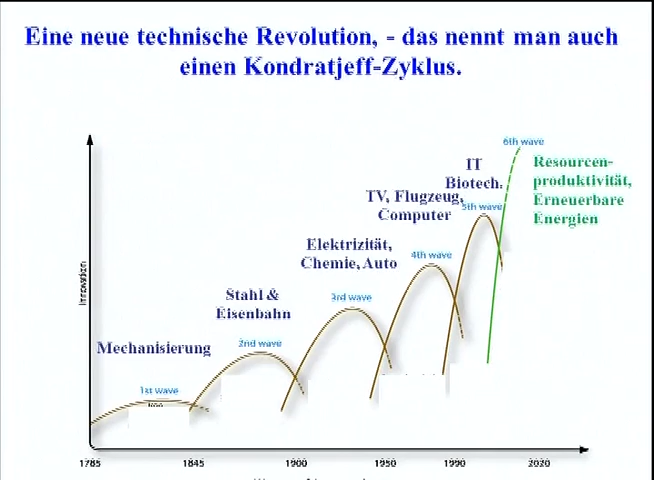 Eine neue technische Revolution, - das nennt man auch
einen Kondratjeff-Zyklus.
6th wave
IT
Biotech.
Resourcen-
produktivität,
Erneuerbare
Energien
TV, Flugzeug,
Computer
5th wave
Elektrizität,
Chemie, Auto
4th wave
Innovation
Stahl &
Eisenbahn
3rd wave
Mechanisierung
2nd wave
1st wave
1785 1845 1900 1950 1990 2020